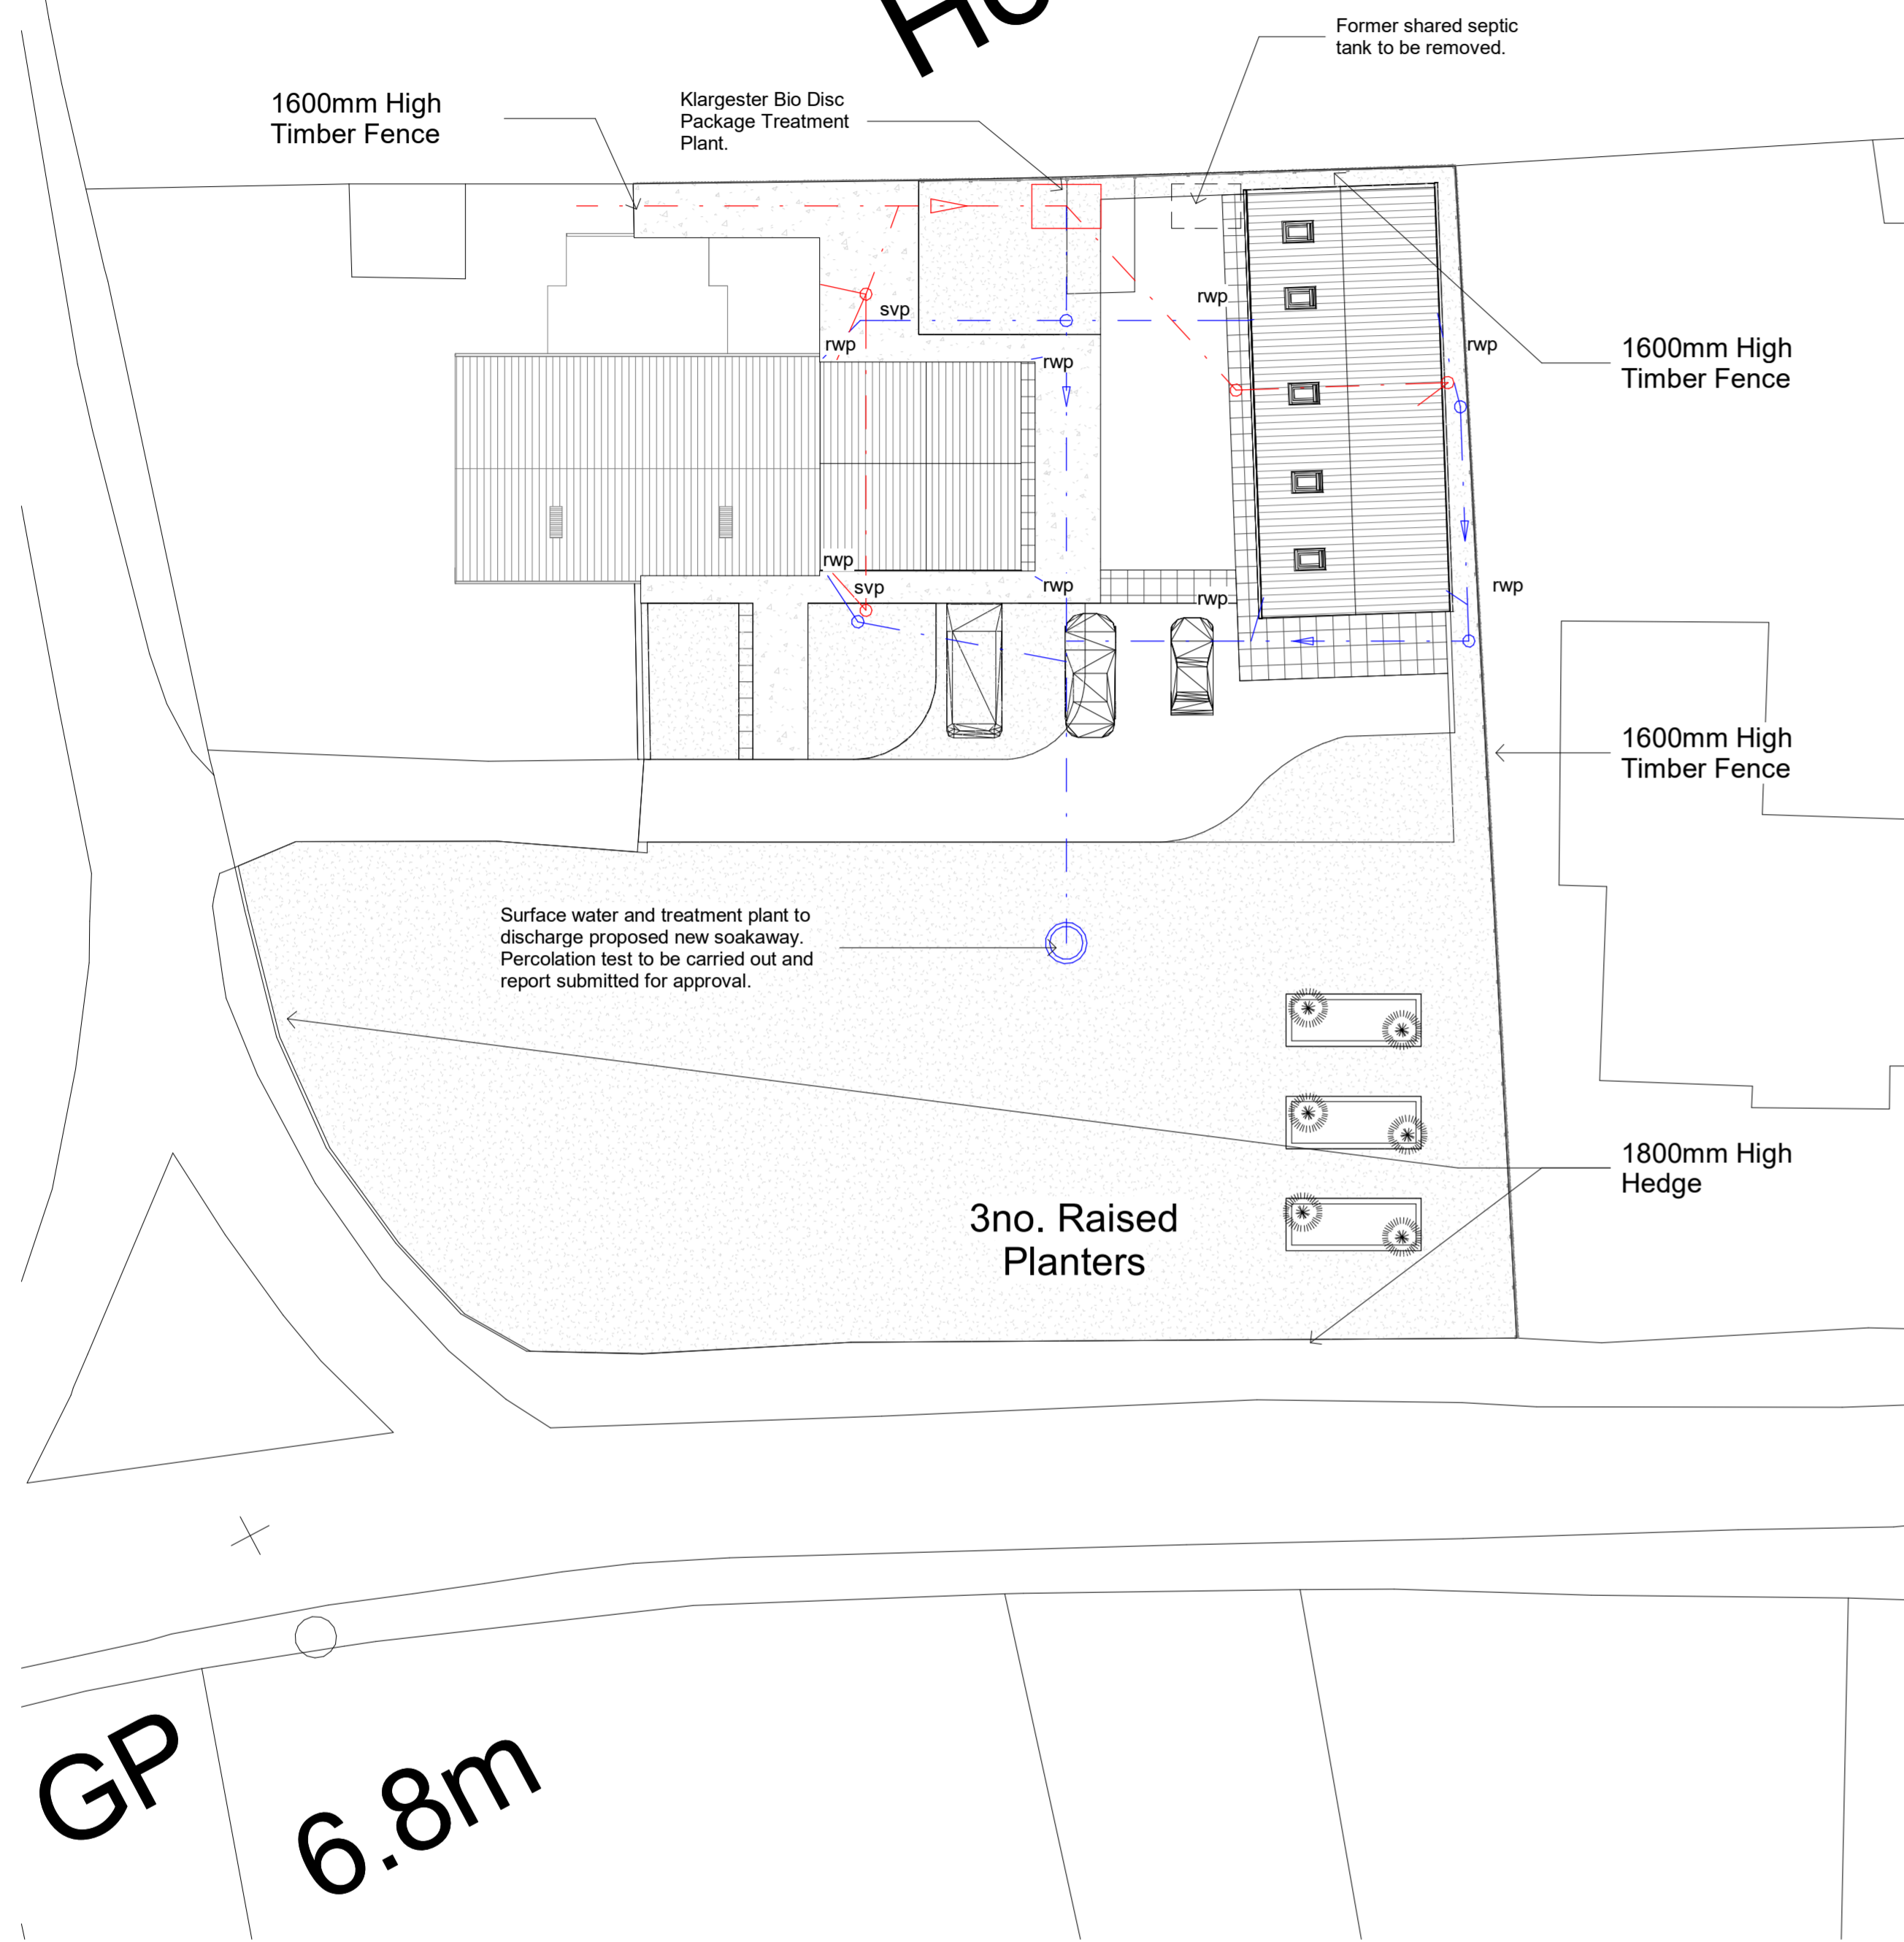 Ho
Former shared septic
tank to be removed.
1600mm High
Timber Fence
Klargester Bio Disc
Package Treatment
Plant.
svp
rwp
rwp
rwp
rwp
1600mm High
Timber Fence
rwp
svp
rwp
rwp
rwp
1600mm High
Timber Fence
Surface water and treatment plant to
discharge proposed new soakaway.
Percolation test to be carried out and
report submitted for approval.
1800mm High
Hedge
3no. Raised
Planters
GP
6.8m